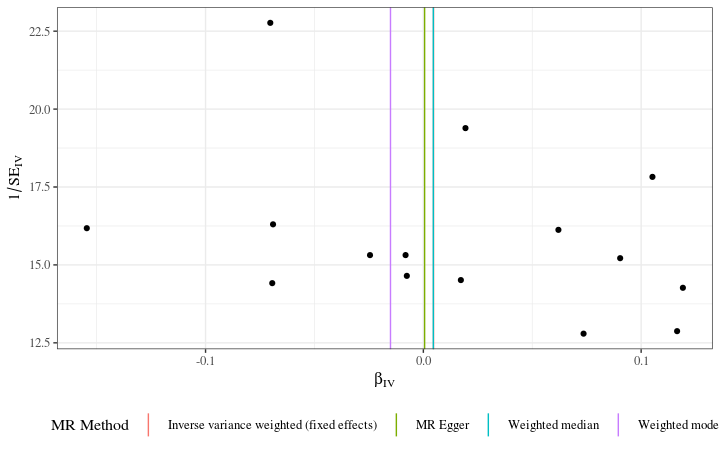 22.5
20.0
17.5
15.0
12.5
1/SE_IV
-0.1 0.0 0.1
β_IV
MR Method Inverse variance weighted (fixed effects) MR Egger Weighted median Weighted mode